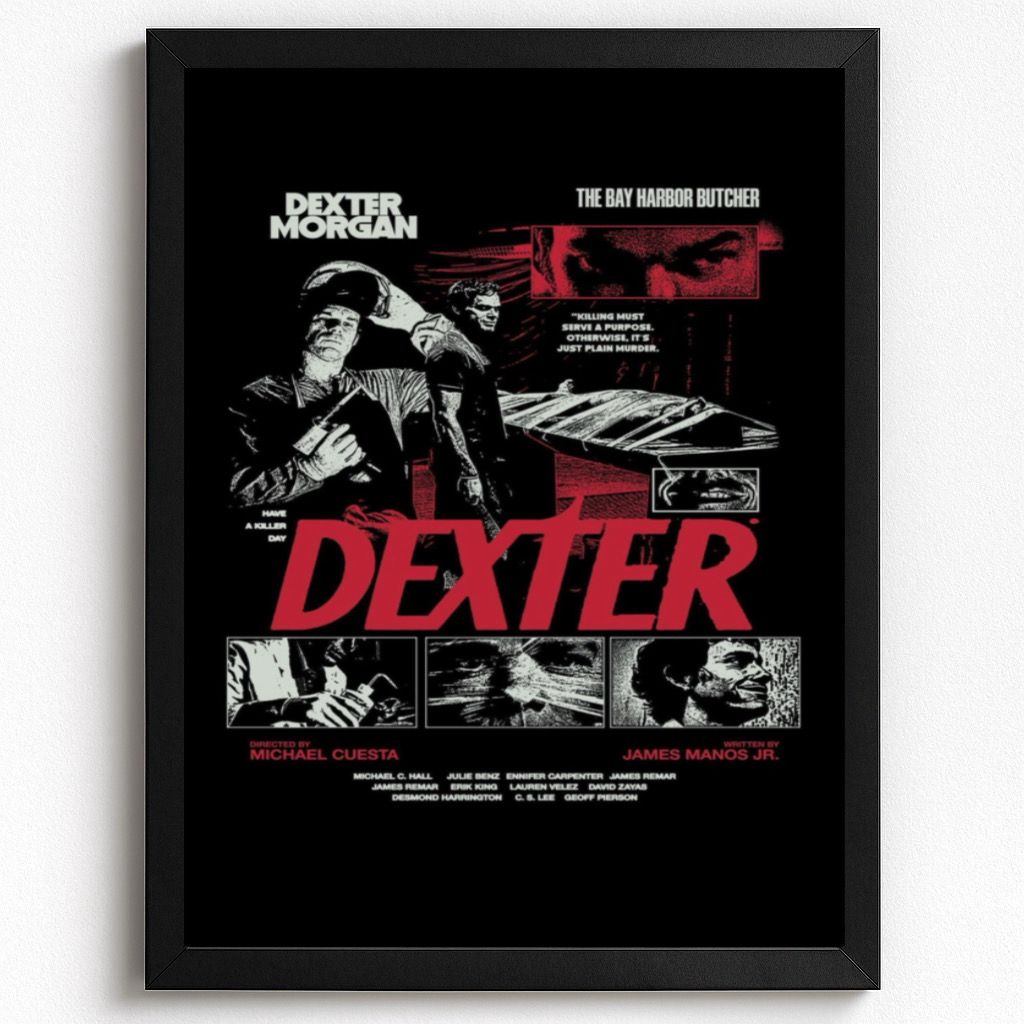 DEXTER
MORGAN
THE BAY HARBOR BUTCHER
"KILLING MUST
SERVE A PURPOSE.
OTHERWISE, IT'S
JUST PLAIN MURDER.
HAVE
A KILLER
DAY
DEXTER
DIRECTED BY
MICHAEL CUESTA
WRITTEN BY
JAMES MANOS JR.
MICHAEL C. HALL JULIE BENZ ENNIFER CARPENTER JAMES REMAR
JAMES REMAR ERIK KING LAUREN VELEZ DAVID ZAYAS
DESMOND HARRINGTON C. S. LEE GEOFF PIERSON